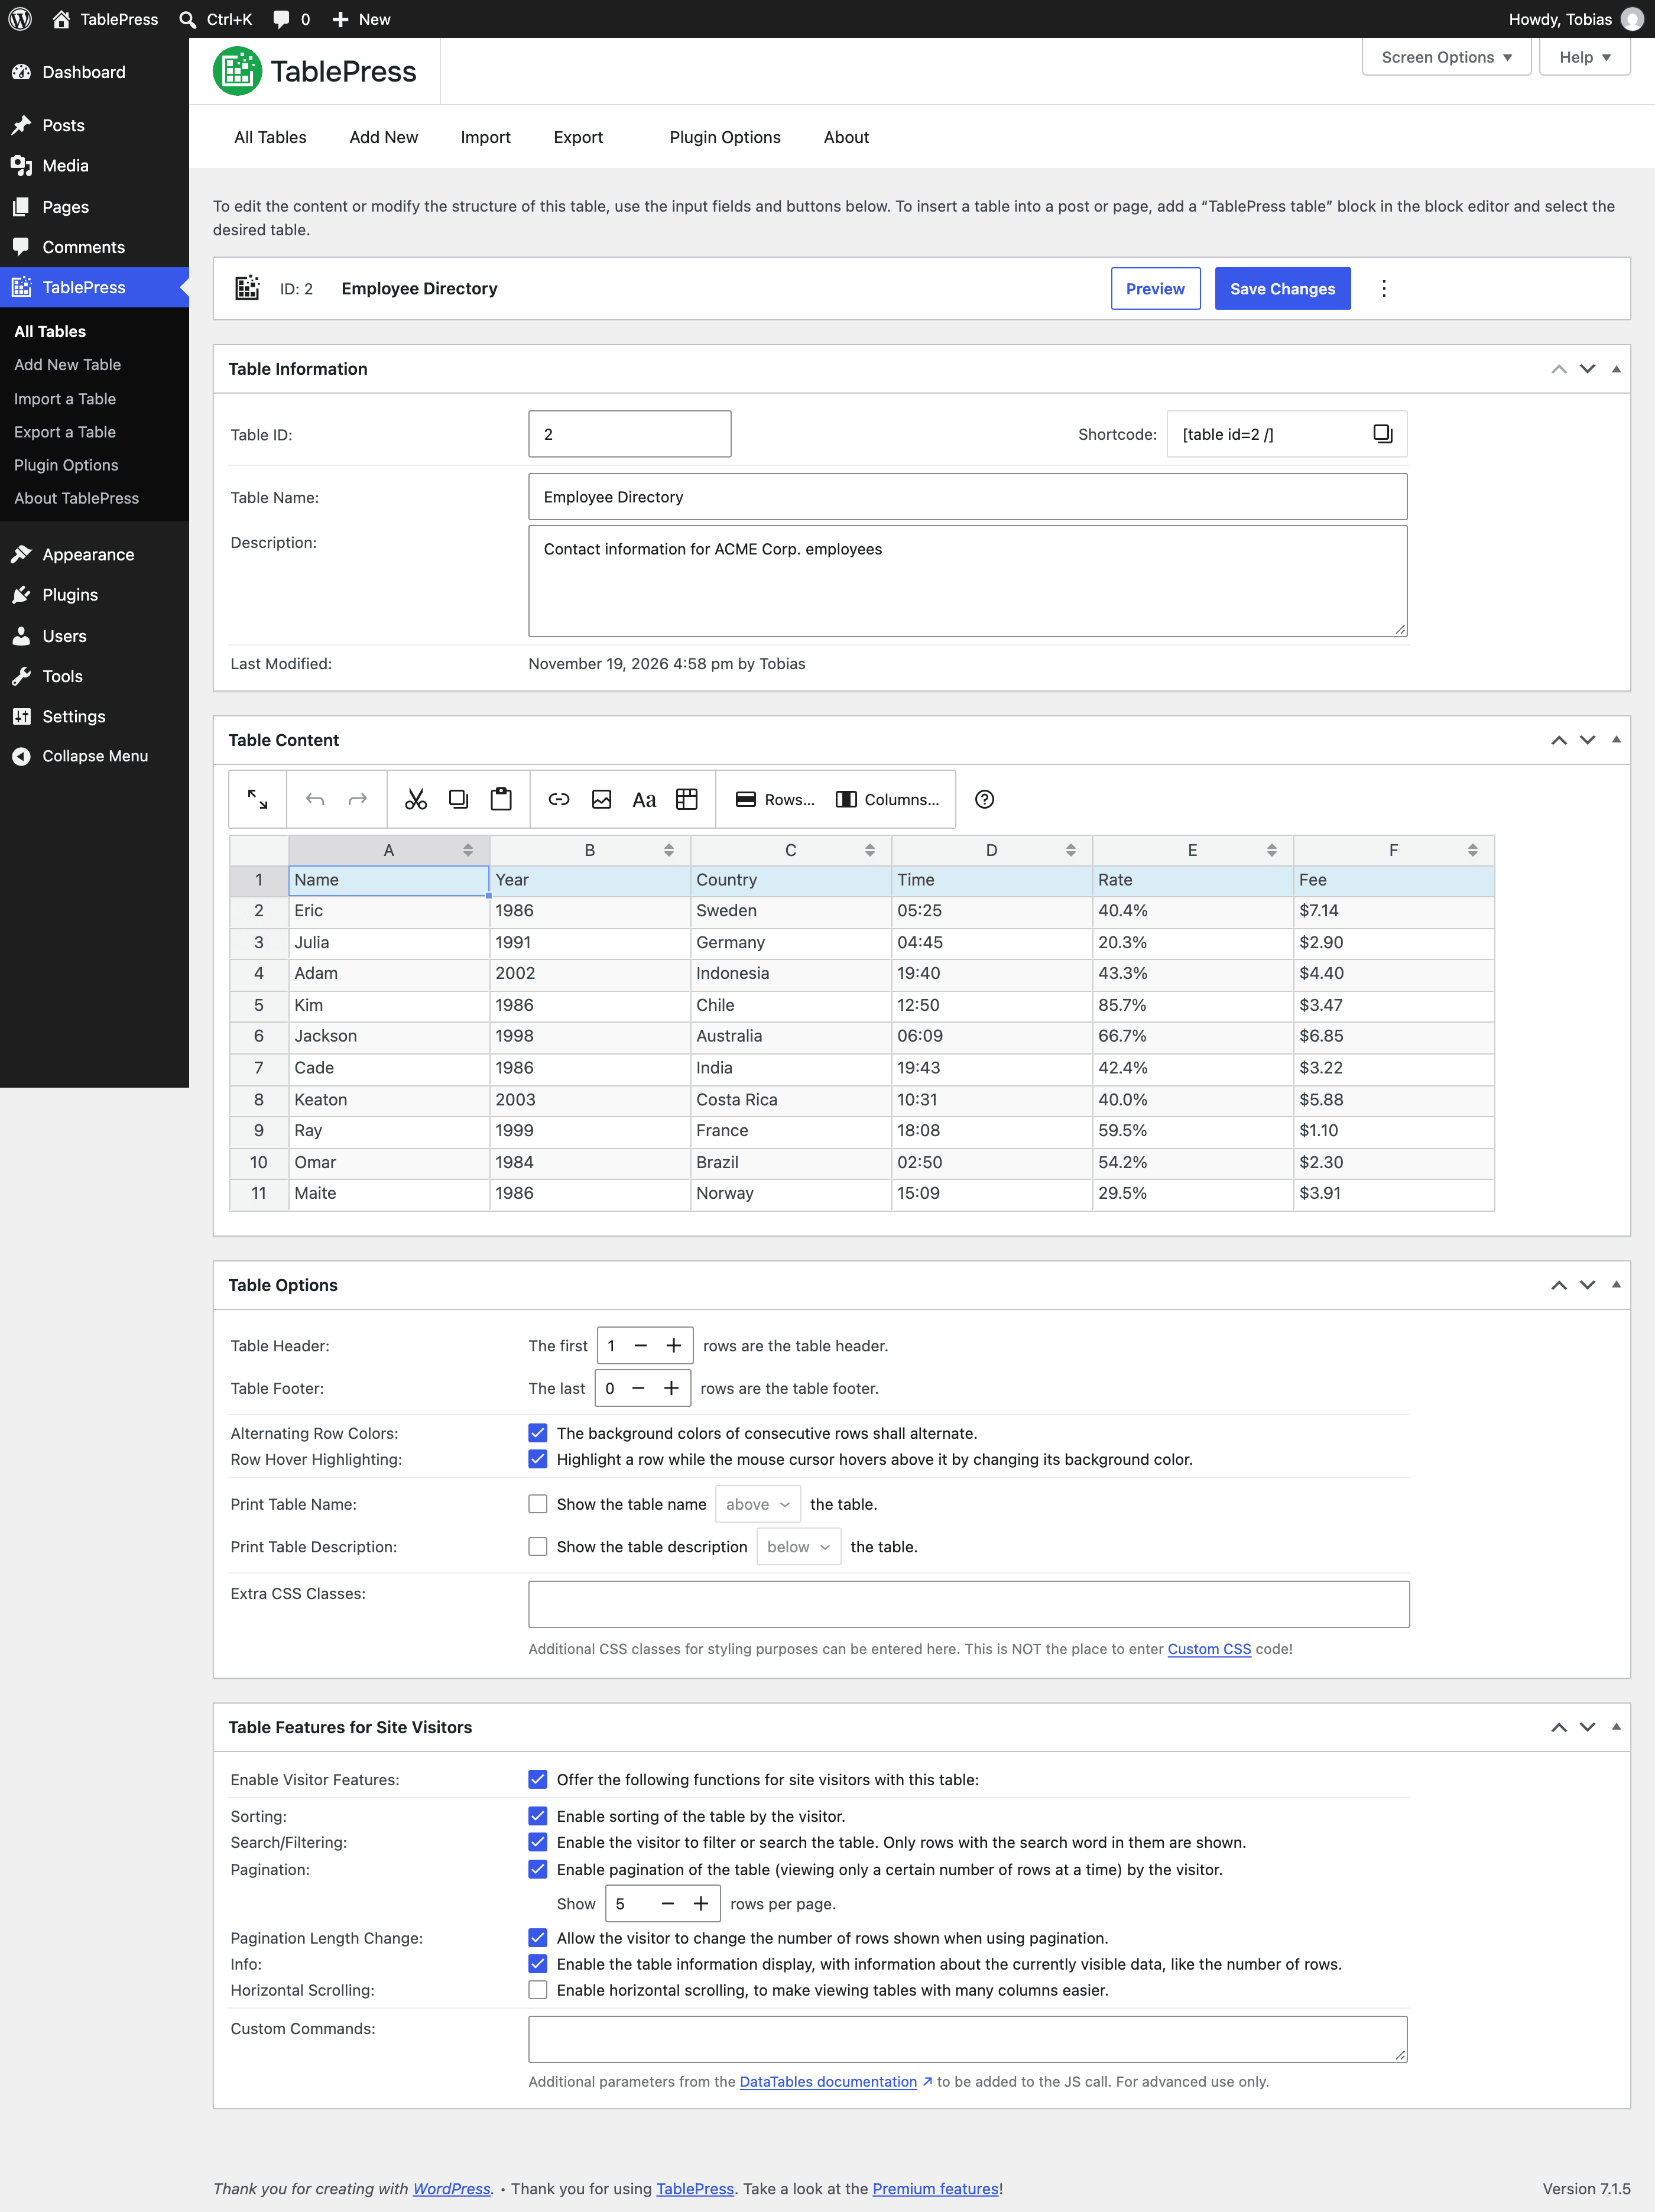 TablePress Ctrl+K 0 New Howdy, Tobias
Dashboard
Posts
Media
Pages
Comments
TablePress
All Tables
Add New Table
Import a Table
Export a Table
Plugin Options
About TablePress
Appearance
Plugins
Users
Tools
Settings
Collapse Menu
TablePress
Screen Options Help
All Tables Add New Import Export Plugin Options About
To edit the content or modify the structure of this table, use the input fields and buttons below. To insert a table into a post or page, add a “TablePress table” block in the block editor and select the
desired table.
ID: 2 Employee Directory Preview Save Changes
Table Information
Table ID: 2 Shortcode: [table id=2 /]
Table Name: Employee Directory
Description: Contact information for ACME Corp. employees
Last Modified: November 19, 2026 4:58 pm by Tobias
Table Content
Aa Rows... Columns...
A B C D E F
1 Name Year Country Time Rate Fee
2 Eric 1986 Sweden 05:25 40.4% $7.14
3 Julia 1991 Germany 04:45 20.3% $2.90
4 Adam 2002 Indonesia 19:40 43.3% $4.40
5 Kim 1986 Chile 12:50 85.7% $3.47
6 Jackson 1998 Australia 06:09 66.7% $6.85
7 Cade 1986 India 19:43 42.4% $3.22
8 Keaton 2003 Costa Rica 10:31 40.0% $5.88
9 Ray 1999 France 18:08 59.5% $1.10
10 Omar 1984 Brazil 02:50 54.2% $2.30
11 Maite 1986 Norway 15:09 29.5% $3.91
Table Options
Table Header: The first 1 rows are the table header.
Table Footer: The last 0 rows are the table footer.
Alternating Row Colors: The background colors of consecutive rows shall alternate.
Row Hover Highlighting: Highlight a row while the mouse cursor hovers above it by changing its background color.
Print Table Name: Show the table name above the table.
Print Table Description: Show the table description below the table.
Extra CSS Classes:
Additional CSS classes for styling purposes can be entered here. This is NOT the place to enter Custom CSS code!
Table Features for Site Visitors
Enable Visitor Features: Offer the following functions for site visitors with this table:
Sorting: Enable sorting of the table by the visitor.
Search/Filtering: Enable the visitor to filter or search the table. Only rows with the search word in them are shown.
Pagination: Enable pagination of the table (viewing only a certain number of rows at a time) by the visitor.
Show 5 rows per page.
Pagination Length Change: Allow the visitor to change the number of rows shown when using pagination.
Info: Enable the table information display, with information about the currently visible data, like the number of rows.
Horizontal Scrolling: Enable horizontal scrolling, to make viewing tables with many columns easier.
Custom Commands:
Additional parameters from the DataTables documentation ↗ to be added to the JS call. For advanced use only.
Thank you for creating with WordPress. • Thank you for using TablePress. Take a look at the Premium features! Version 7.1.5